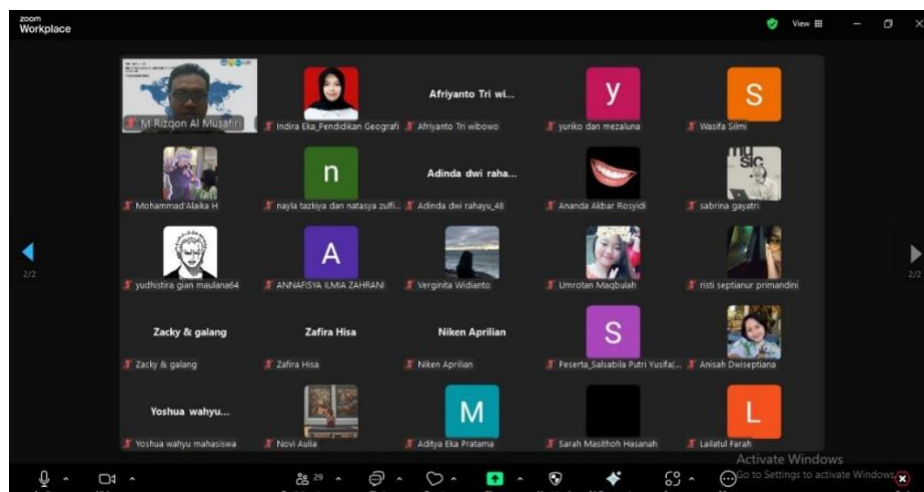 zoom
Workplace
View
M Rizqon Al Musafiri
Indira Eka_Pendidikan Geografi
Afriyanto Tri wi...
Afriyanto Tri wibowo
y
yuriko dan mezaluna
S
Wasifa Silmi
Mohammad'Alaika H
n
nayla tazkiya dan natasya zulfi...
Adinda dwi raha...
Adinda dwi rahayu_48
Ananda Akbar Rosyidi
sabrina gayatri
yudhistira gian maulana64
A
ANNAFISYA ILMIA ZAHRANI
Verginita Widianto
Umrotan Maqbulah
risti septianur primandini
2/2
2/2
Zacky & galang
Zacky & galang
Zafira Hisa
Zafira Hisa
Niken Aprilian
Niken Aprilian
S
Peserta_Salsabila Putri Yusifa(...
Anisah Dwiseptiana
Yoshua wahyu...
Yoshua wahyu mahasiswa
Novi Aulia
M
Aditya Eka Pratama
Sarah Masithoh Hasanah
L
Lailatul Farah
Activate Windows
Go to Settings to activate Windows.
29